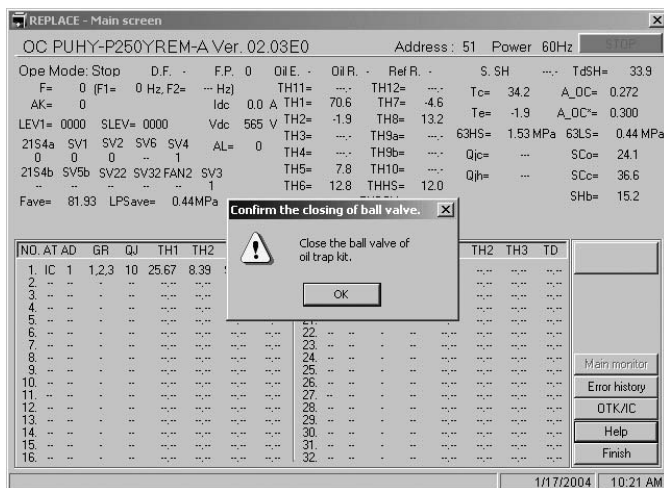 REPLACE - Main screen
OC PUHY-P250YREM-A Ver. 02.03E0 Address : 51 Power 60Hz STOP
Ope Mode: Stop D.F. - F.P. 0 Oil E. - Oil R. - Ref R. - S. SH ---.- TdSH= 33.9
F= 0 (F1= 0 Hz, F2= --- Hz) TH11= ---.- TH12= ---.- Tc= 34.2 A_OC= 0.272
AK= 0 Idc 0.0 A TH1= 70.6 TH7= -4.6 Te= -1.9 A_OC*= 0.300
LEV1= 0000 SLEV= 0000 Vdc 565 V TH2= -1.9 TH8= 13.2
21S4a SV1 SV2 SV6 SV4 AL= 0 TH3= ---.- TH9a= ---.- 63HS= 1.53 MPa 63LS= 0.44 MPa
0 0 0 -- 1 TH4= ---.- TH9b= ---.- Qjc= --- SCo= 24.1
21S4b SV5b SV22 SV32 FAN2 SV3 TH5= 7.8 TH10= ---.- Qjh= --- SCc= 36.6
-- -- -- -- -- 1 TH6= 12.8 THHS= 12.0 SHb= 15.2
Fave= 81.93 LPSave= 0.44MPa
Confirm the closing of ball valve.
Close the ball valve of
oil trap kit.
OK
NO. AT AD GR QJ TH1 TH2 TH2 TH3 TD
1. IC 1 1,2,3 10 25.67 8.39 --.-- --.-- --.--
2. -- -- - -- --.-- --.-- --.-- --.-- --.--
3. -- -- - -- --.-- --.-- --.-- --.-- --.--
4. -- -- - -- --.-- --.-- --.-- --.-- --.--
5. -- -- - -- --.-- --.-- 21. --.-- --.-- --.--
6. -- -- - -- --.-- --.-- 22. -- -- - -- --.-- --.-- --.-- --.--
7. -- -- - -- --.-- --.-- 23. -- -- - -- --.-- --.-- --.-- --.--
8. -- -- - -- --.-- --.-- 24. -- -- - -- --.-- --.-- --.-- --.--
9. -- -- - -- --.-- --.-- 25. -- -- - -- --.-- --.-- --.-- --.--
10. -- -- - -- --.-- --.-- 26. -- -- - -- --.-- --.-- --.-- --.--
11. -- -- - -- --.-- --.-- 27. -- -- - -- --.-- --.-- --.-- --.--
12. -- -- - -- --.-- --.-- 28. -- -- - -- --.-- --.-- --.-- --.--
13. -- -- - -- --.-- --.-- 29. -- -- - -- --.-- --.-- --.-- --.--
14. -- -- - -- --.-- --.-- 30. -- -- - -- --.-- --.-- --.-- --.--
15. -- -- - -- --.-- --.-- 31. -- -- - -- --.-- --.-- --.-- --.--
16. -- -- - -- --.-- --.-- 32. -- -- - -- --.-- --.-- --.-- --.--
Main monitor
Error history
OTK/IC
Help
Finish
1/17/2004 10:21 AM